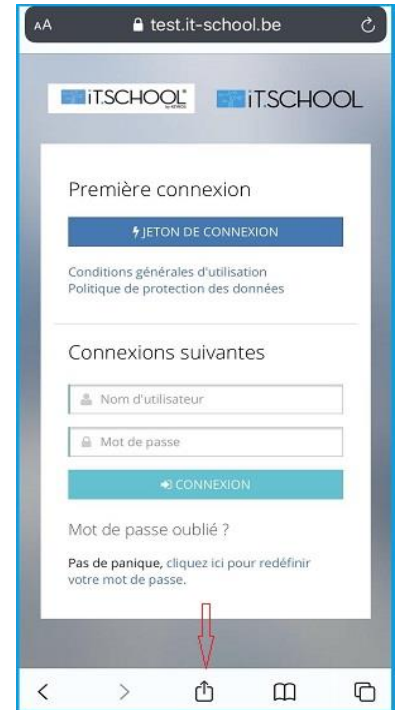 AA test.it-school.be
iT.SCHOOL iT.SCHOOL
Première connexion
JETON DE CONNEXION
Conditions générales d'utilisation
Politique de protection des données
Connexions suivantes
Nom d'utilisateur
Mot de passe
CONNEXION
Mot de passe oublié ?
Pas de panique, cliquez ici pour redéfinir
votre mot de passe.